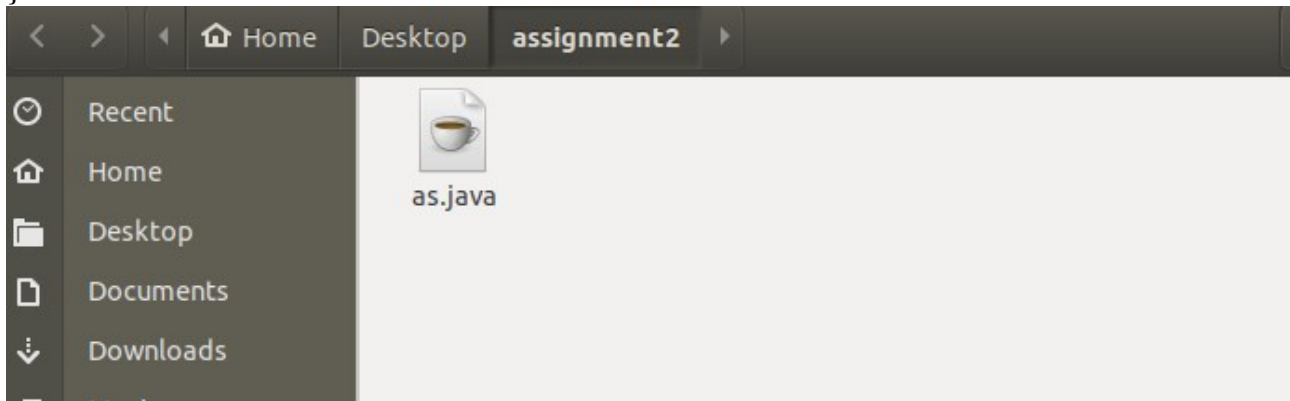 Home Desktop assignment2
Recent
Home
as.java
Desktop
Documents
Downloads